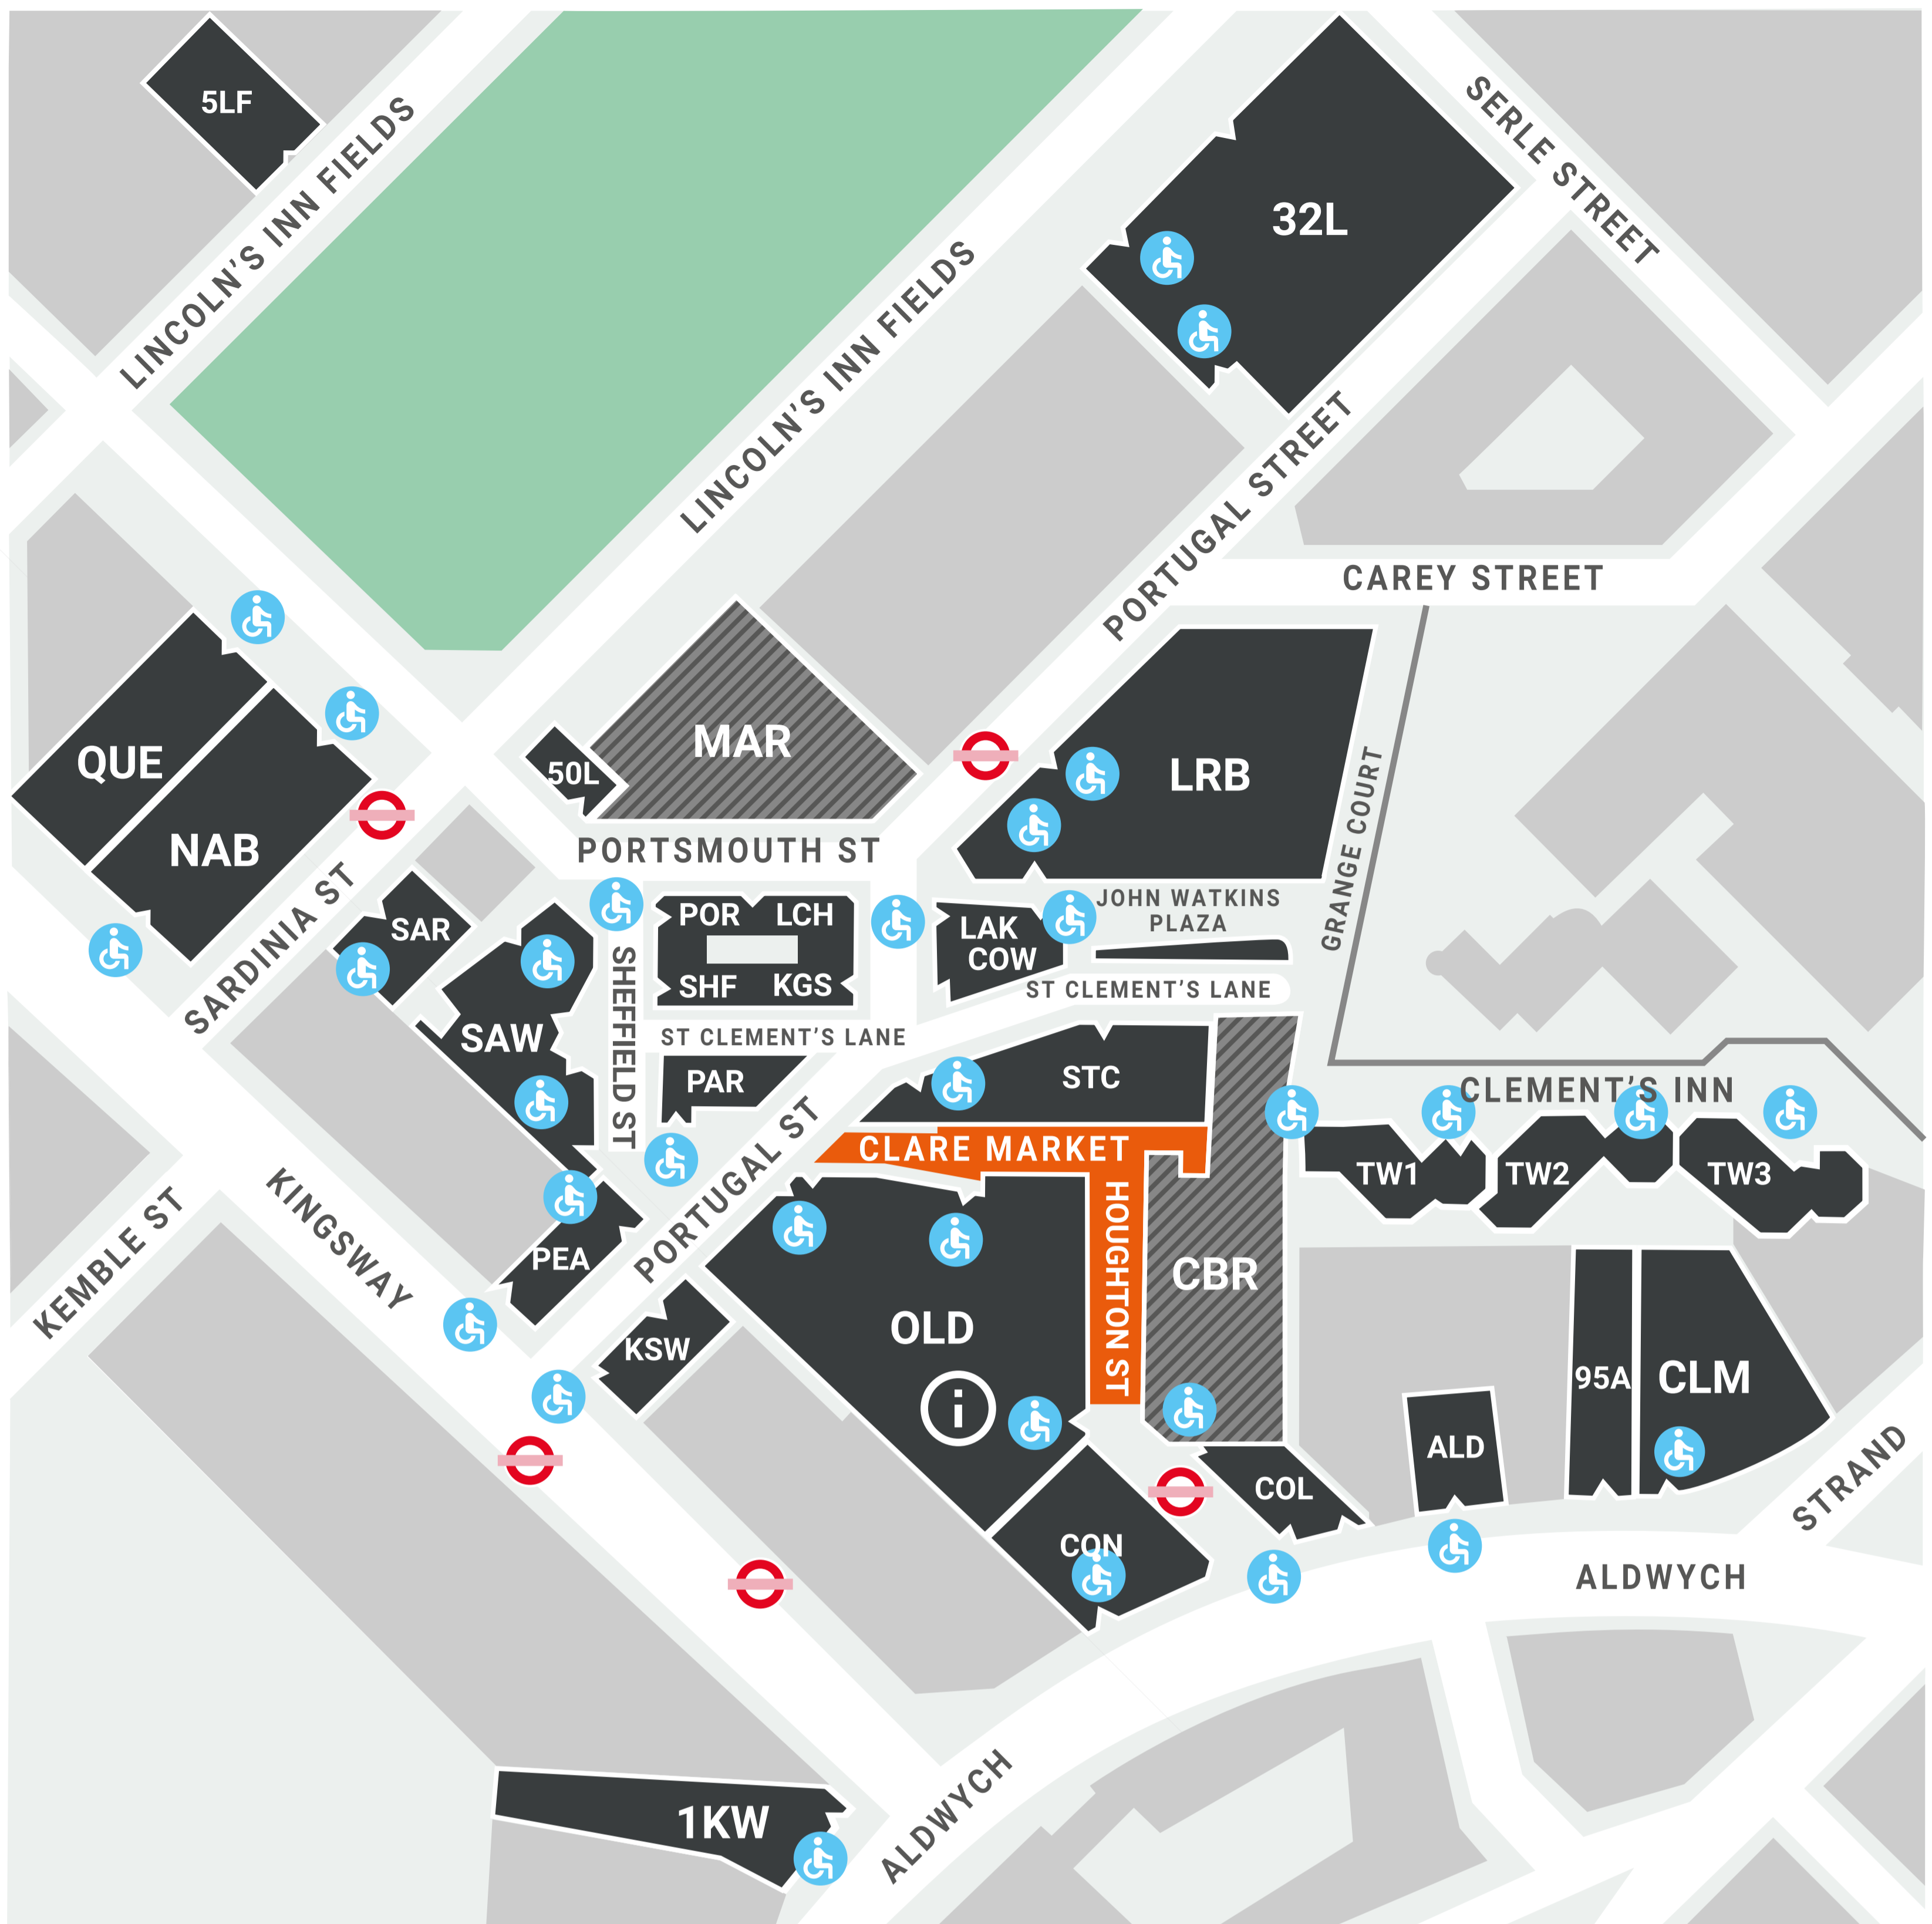 5LF
LINCOLN'S INN FIELDS
SERLE STREET
32L
LINCOLN'S INN FIELDS
PORTUGAL STREET
CAREY STREET
QUE
NAB
MAR
50L
LRB
PORTSMOUTH ST
GRANGE COURT
SARDINIA ST
SAR
POR
LCH
SHF
KGS
LAK
COW
JOHN WATKINS
PLAZA
ST CLEMENT'S LANE
SAW
SHEFFIELD ST
ST CLEMENT'S LANE
PAR
STC
CLEMENT'S INN
CLARE MARKET
TW1
TW2
TW3
HOUGHTON ST
PORTUGAL ST
KEMBLE ST
KINGSWAY
PEA
CBR
OLD
KSW
i
95A
CLM
ALD
COL
CON
STRAND
ALDWYCH
1KW
ALDWYCH